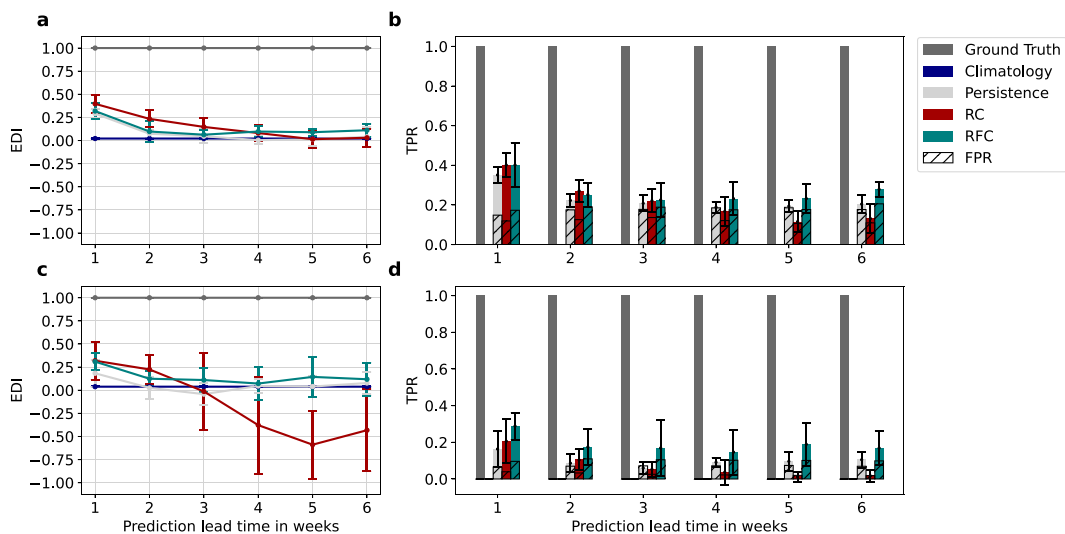 a
1.00
0.75
0.50
0.25
0.00
−0.25
−0.50
−0.75
−1.00
EDI
1 2 3 4 5 6
b
1.0
0.8
0.6
0.4
0.2
0.0
TPR
1 2 3 4 5 6
Ground Truth
Climatology
Persistence
RC
RFC
FPR
c
1.00
0.75
0.50
0.25
0.00
−0.25
−0.50
−0.75
−1.00
EDI
1 2 3 4 5 6
Prediction lead time in weeks
d
1.0
0.8
0.6
0.4
0.2
0.0
TPR
1 2 3 4 5 6
Prediction lead time in weeks